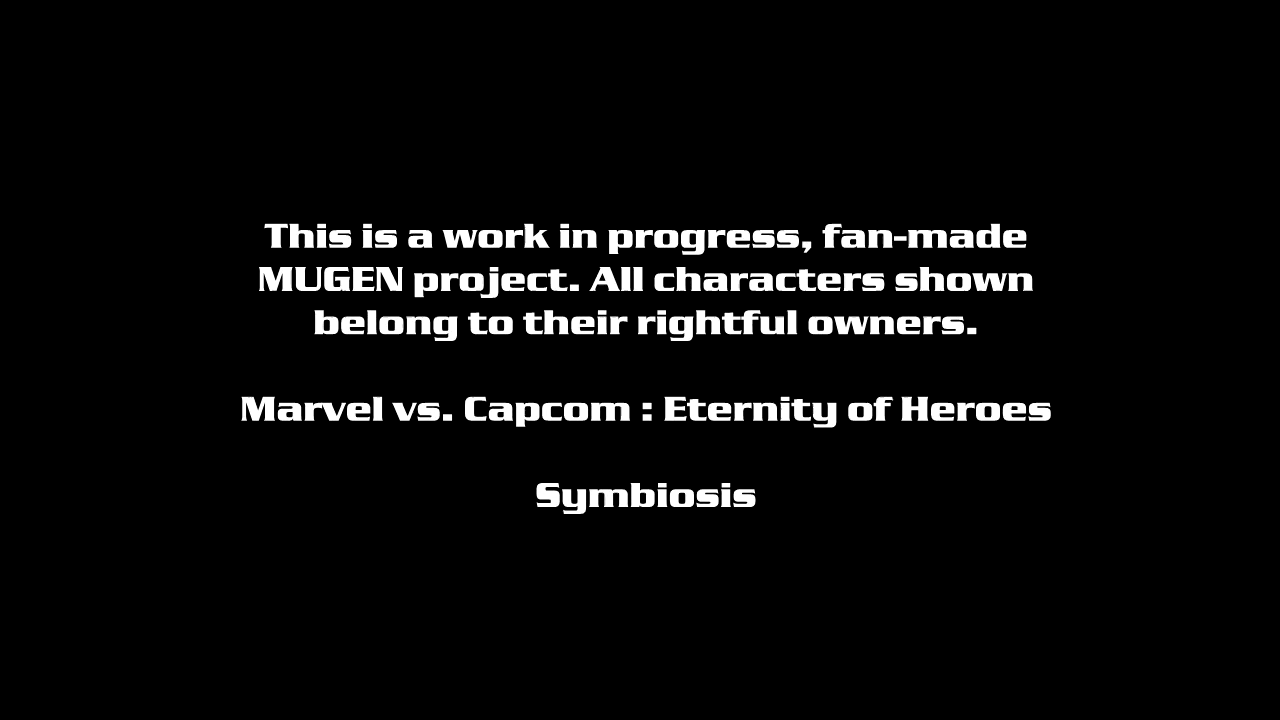 This is a work in progress, fan-made
MUGEN project. All characters shown
belong to their rightful owners.
Marvel vs. Capcom : Eternity of Heroes
Symbiosis